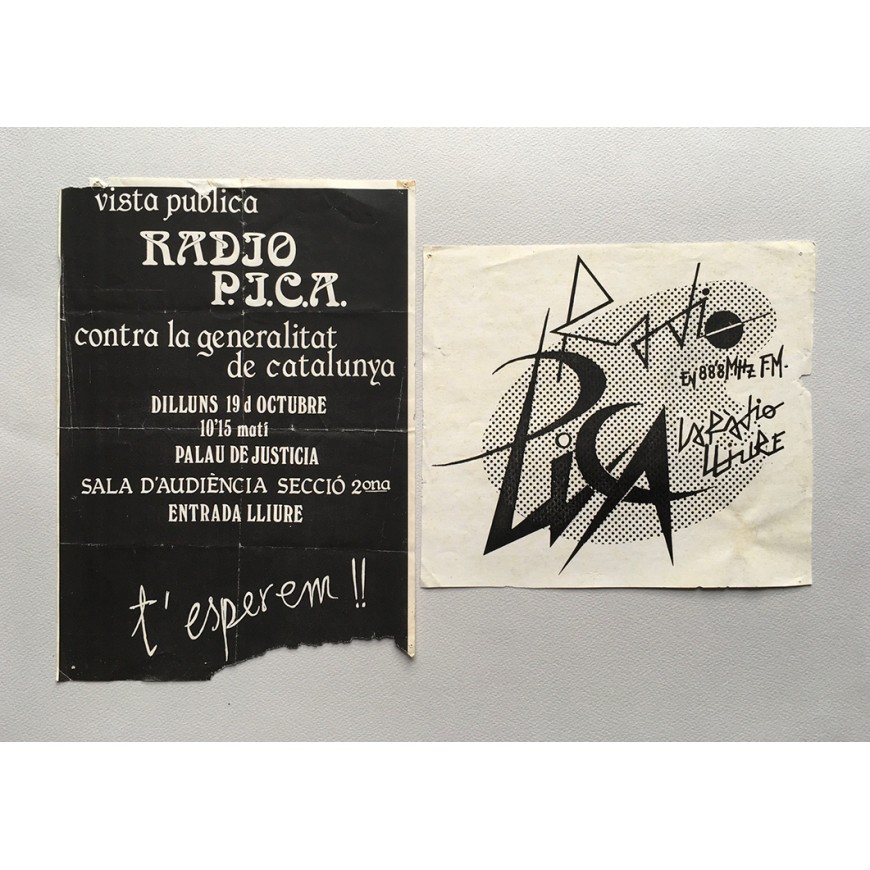 vista publica
RADIO
P.I.C.A.
contra la generalitat
de catalunya
DILLUNS 19 d OCTUBRE
10'15 matí
PALAU DE JUSTICIA
SALA D'AUDIÈNCIA SECCIÓ 2ona
ENTRADA LLIURE
t'esperem!!
Radio
PiCA
EN 88'8 MHz F.M.
LA RADIO
LLIURE